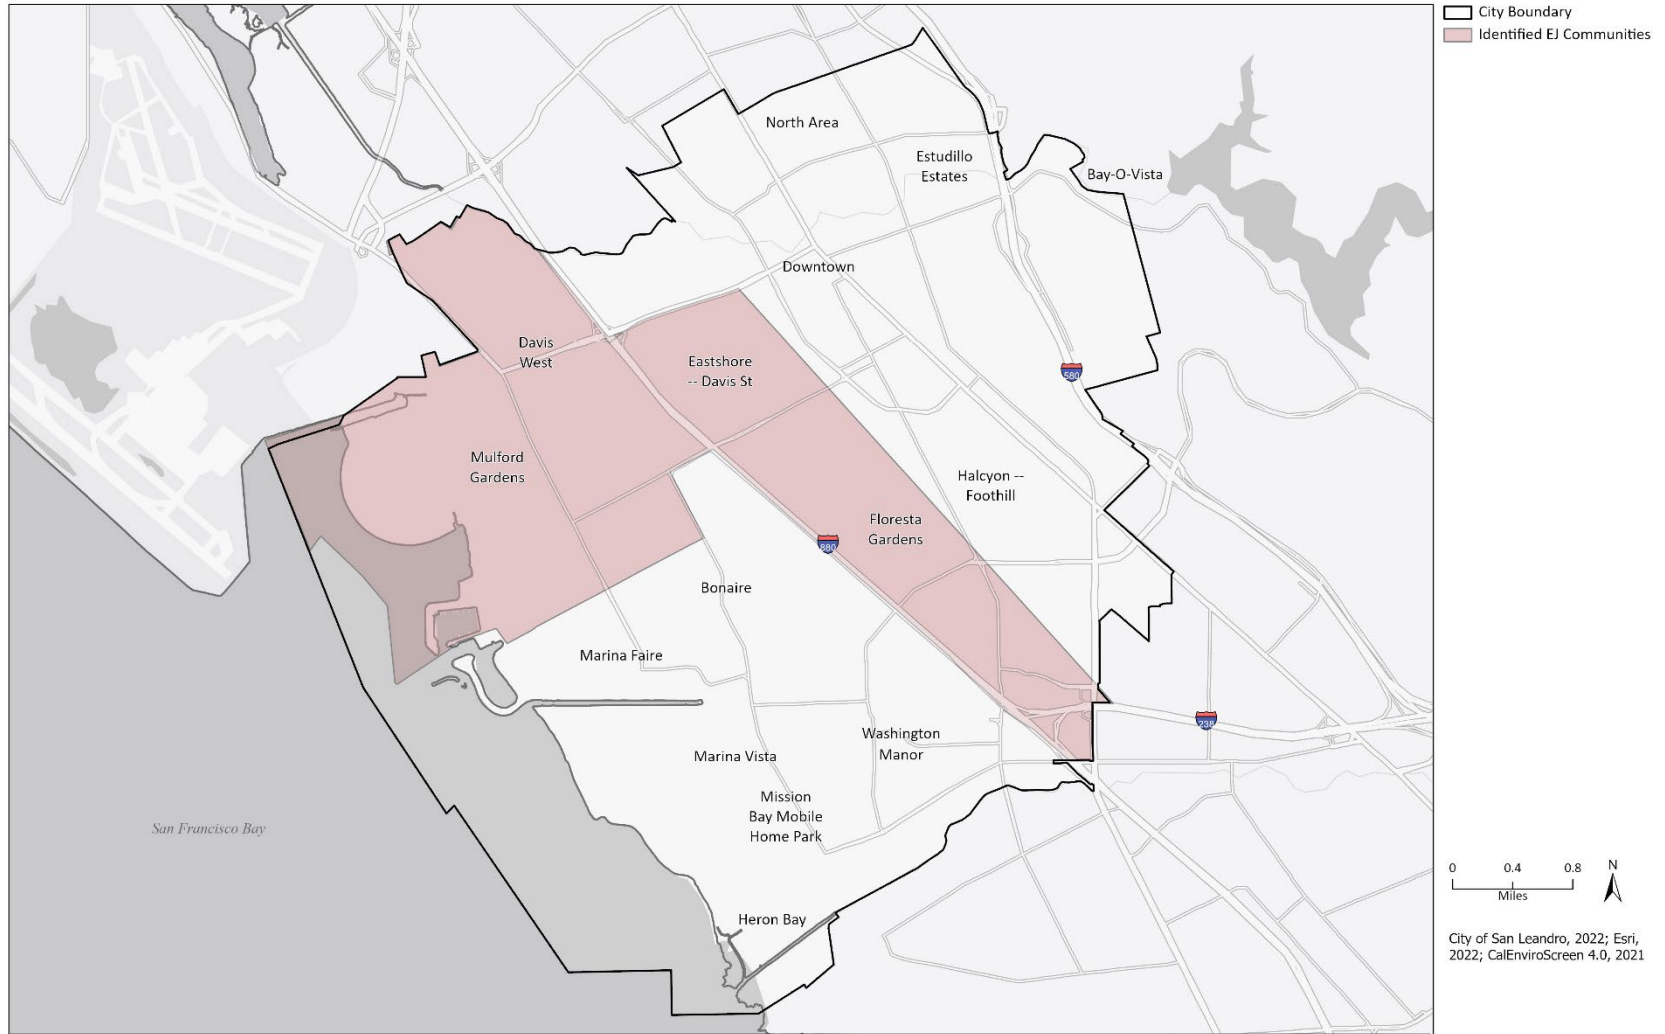 City Boundary
Identified EJ Communities
North Area
Estudillo
Estates
Bay-O-Vista
Downtown
Davis
West
Eastshore
-- Davis St
580
Mulford
Gardens
Halcyon --
Foothill
Floresta
Gardens
880
Bonaire
Marina Faire
238
Washington
Manor
Marina Vista
Mission
Bay Mobile
Home Park
San Francisco Bay
Heron Bay
0 0.4 0.8
Miles
N
City of San Leandro, 2022; Esri,
2022; CalEnviroScreen 4.0, 2021